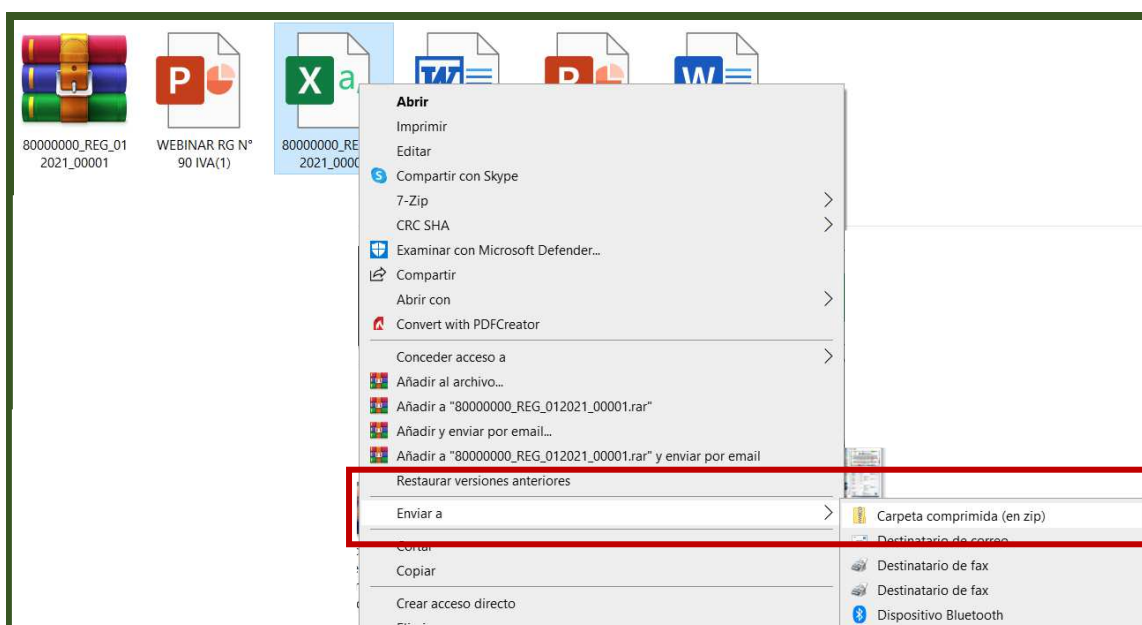 80000000_REG_01
2021_00001
WEBINAR RG N°
90 IVA(1)
80000000_RE
2021_0000
Abrir
Imprimir
Editar
Compartir con Skype
7-Zip
CRC SHA
Examinar con Microsoft Defender...
Compartir
Abrir con
Convert with PDFCreator
Conceder acceso a
Añadir al archivo...
Añadir a "80000000_REG_012021_00001.rar"
Añadir y enviar por email...
Añadir a "80000000_REG_012021_00001.rar" y enviar por email
Restaurar versiones anteriores
Enviar a
Cortar
Copiar
Crear acceso directo
Carpeta comprimida (en zip)
Destinatario de correo
Destinatario de fax
Destinatario de fax
Dispositivo Bluetooth